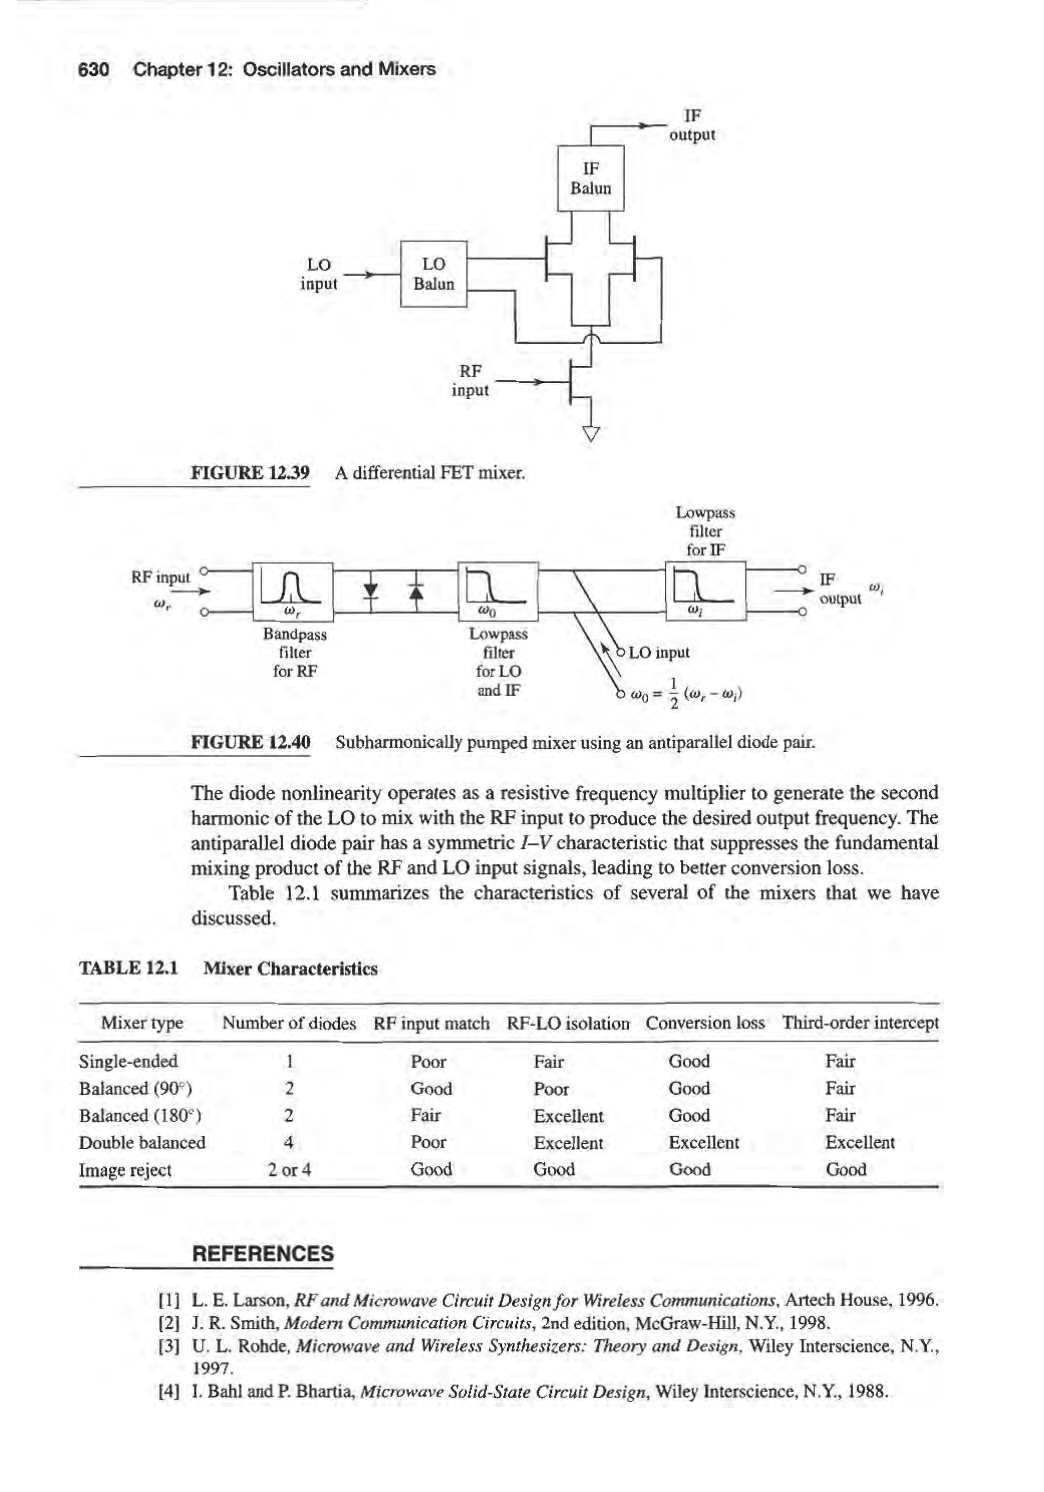 630 Chapter 12: Oscillators and Mixers
IF
output
IF
Balun
LO
input
LO
Balun
RF
input
FIGURE 12.39 A differential FET mixer.
Lowpass
filter
for IF
RF input
ωr
ωr
ω0
ωi
IF
output
ωi
Bandpass
filter
for RF
Lowpass
filter
for LO
and IF
LO input
ω0 = 1/2 (ωr − ωi)
FIGURE 12.40 Subharmonically pumped mixer using an antiparallel diode pair.
The diode nonlinearity operates as a resistive frequency multiplier to generate the second
harmonic of the LO to mix with the RF input to produce the desired output frequency. The
antiparallel diode pair has a symmetric I–V characteristic that suppresses the fundamental
mixing product of the RF and LO input signals, leading to better conversion loss.
Table 12.1 summarizes the characteristics of several of the mixers that we have
discussed.
TABLE 12.1 Mixer Characteristics
Mixer type Number of diodes RF input match RF-LO isolation Conversion loss Third-order intercept
Single-ended 1 Poor Fair Good Fair
Balanced (90°) 2 Good Poor Good Fair
Balanced (180°) 2 Fair Excellent Good Fair
Double balanced 4 Poor Excellent Excellent Excellent
Image reject 2 or 4 Good Good Good Good
REFERENCES
[1] L. E. Larson, RF and Microwave Circuit Design for Wireless Communications, Artech House, 1996.
[2] J. R. Smith, Modern Communication Circuits, 2nd edition, McGraw-Hill, N.Y., 1998.
[3] U. L. Rohde, Microwave and Wireless Synthesizers: Theory and Design, Wiley Interscience, N.Y.,
1997.
[4] I. Bahl and P. Bhartia, Microwave Solid-State Circuit Design, Wiley Interscience, N.Y., 1988.